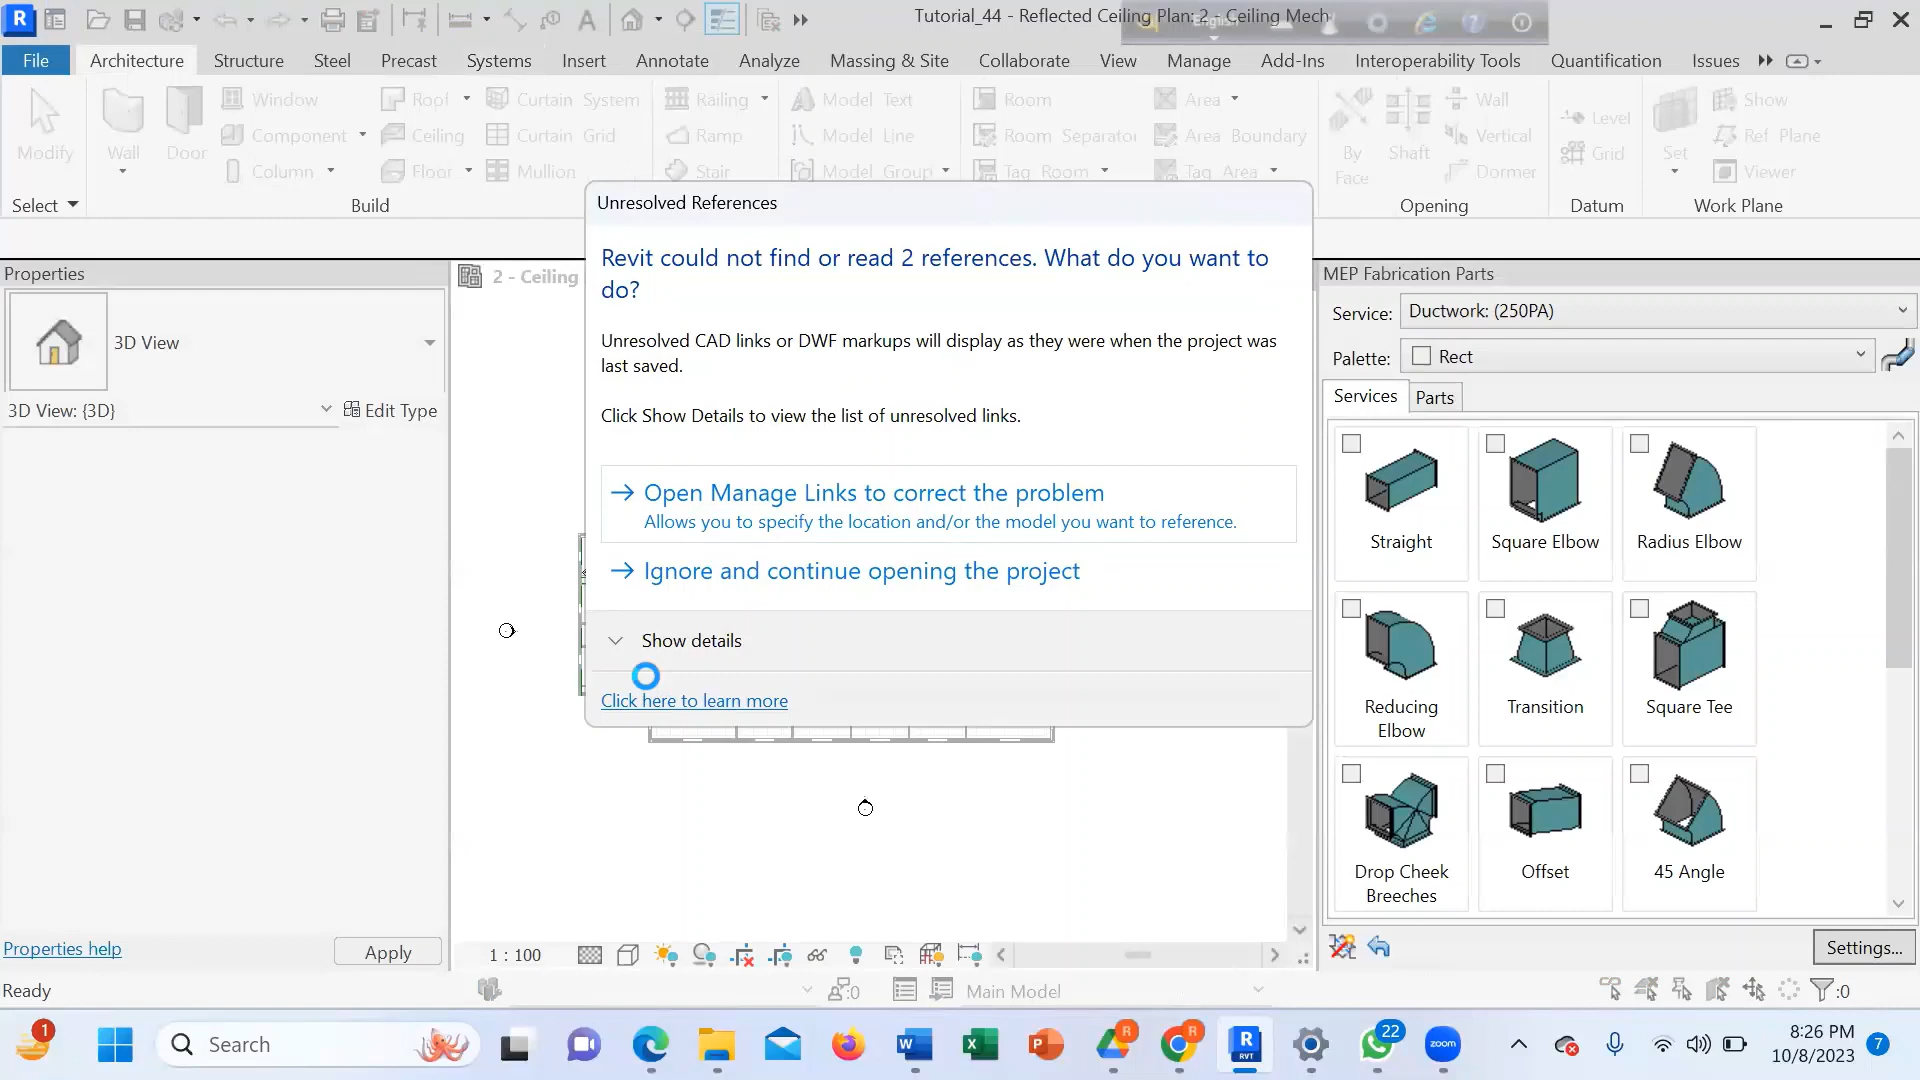 Tutorial_44 - Reflected Ceiling Plan: 2 - Ceiling Mech
File Architecture Structure Steel Precast Systems Insert Annotate Analyze Massing & Site Collaborate View Manage Add-Ins Interoperability Tools Quantification Issues
Modify
Wall
Door
Window
Component
Column
Roof
Ceiling
Floor
Curtain System
Curtain Grid
Mullion
Railing
Ramp
Stair
Model Text
Model Line
Model Group
Room
Room Separator
Tag Room
Area
Area Boundary
Tag Area
By Face
Shaft
Wall
Vertical
Dormer
Level
Grid
Set
Show
Ref Plane
Viewer
Select Build Opening Datum Work Plane
Properties
3D View
3D View: {3D} Edit Type
Properties help Apply
2 - Ceiling
Unresolved References
Revit could not find or read 2 references. What do you want to
do?
Unresolved CAD links or DWF markups will display as they were when the project was
last saved.
Click Show Details to view the list of unresolved links.
Open Manage Links to correct the problem
Allows you to specify the location and/or the model you want to reference.
Ignore and continue opening the project
Show details
Click here to learn more
MEP Fabrication Parts
Service: Ductwork: (250PA)
Palette: Rect
Services Parts
Straight Square Elbow Radius Elbow
Reducing Elbow Transition Square Tee
Drop Cheek Breeches Offset 45 Angle
Settings...
1 : 100
Ready :0 Main Model :0
1 Search R R 22 zoom
8:26 PM
10/8/2023 7